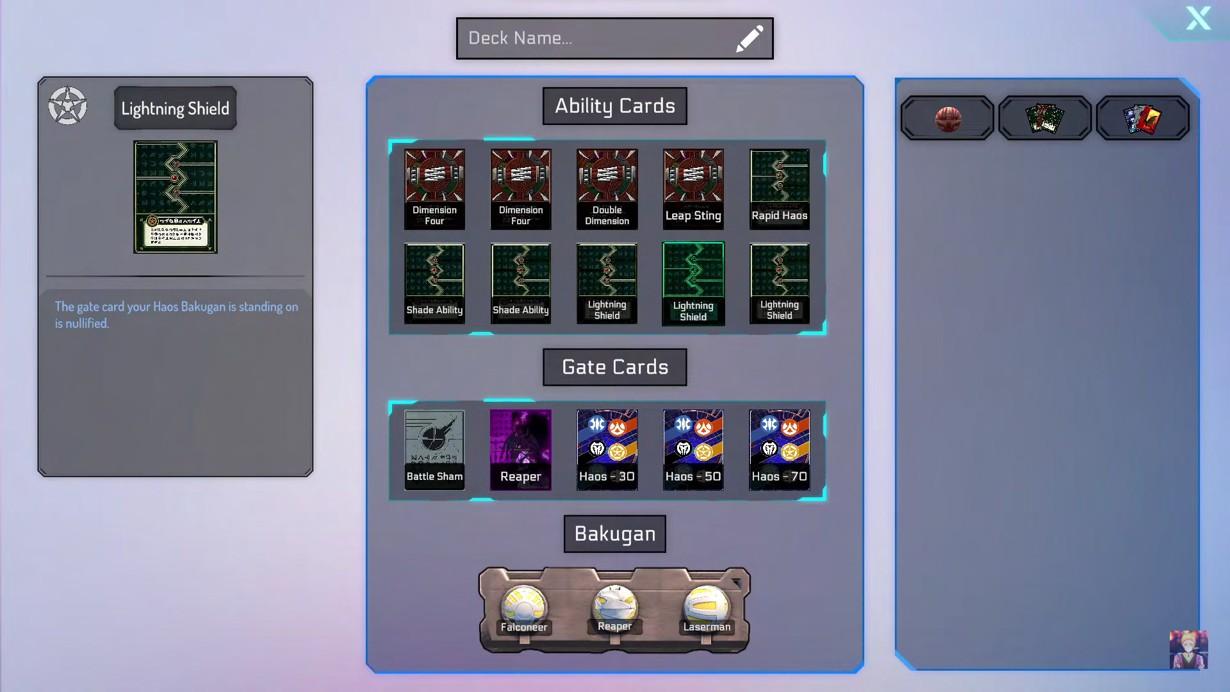 Deck Name...
X
Lightning Shield
The gate card your Haos Bakugan is standing on
is nullified.
Ability Cards
Dimension
Four
Dimension
Four
Double
Dimension
Leap Sting
Rapid Haos
Shade Ability
Shade Ability
Lightning
Shield
Lightning
Shield
Lightning
Shield
Gate Cards
Battle Sham
Reaper
Haos - 30
Haos - 50
Haos - 70
Bakugan
Falconeer
Reaper
Laserman